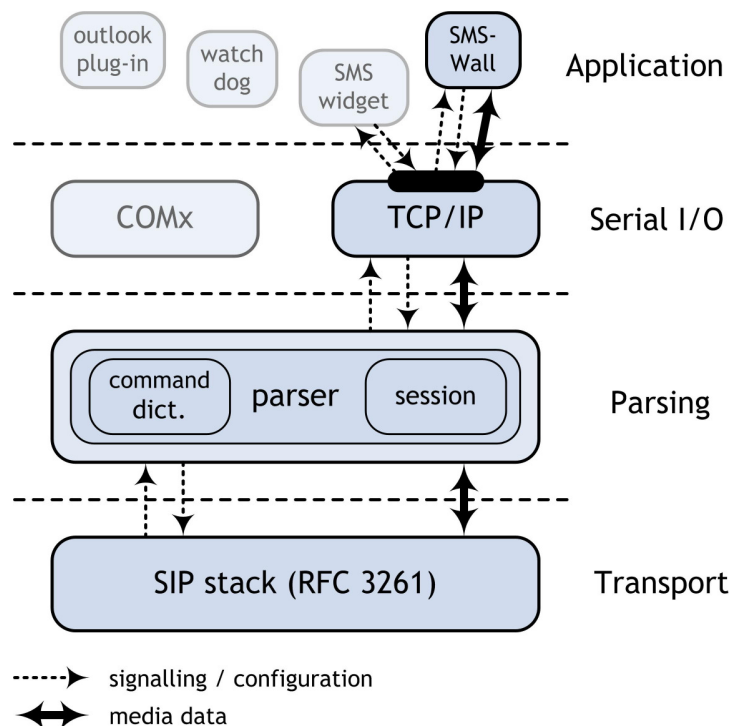 outlook
plug-in
watch
dog
SMS
widget
SMS-
Wall
Application
COMx
TCP/IP
Serial I/O
command
dict.
parser
session
Parsing
SIP stack (RFC 3261)
Transport
signalling / configuration
media data